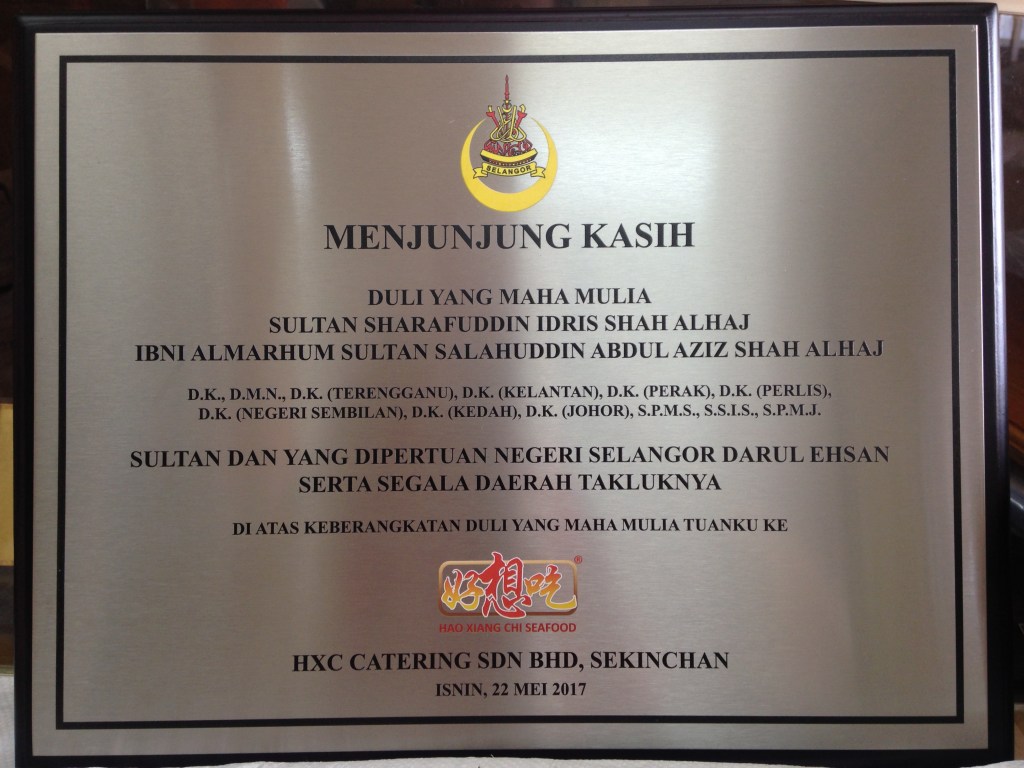 SELANGOR
MENJUNJUNG KASIH
DULI YANG MAHA MULIA
SULTAN SHARAFUDDIN IDRIS SHAH ALHAJ
IBNI ALMARHUM SULTAN SALAHUDDIN ABDUL AZIZ SHAH ALHAJ
D.K., D.M.N., D.K. (TERENGGANU), D.K. (KELANTAN), D.K. (PERAK), D.K. (PERLIS),
D.K. (NEGERI SEMBILAN), D.K. (KEDAH), D.K. (JOHOR), S.P.M.S., S.S.I.S., S.P.M.J.
SULTAN DAN YANG DIPERTUAN NEGERI SELANGOR DARUL EHSAN
SERTA SEGALA DAERAH TAKLUKNYA
DI ATAS KEBERANGKATAN DULI YANG MAHA MULIA TUANKU KE
好想吃®
HAO XIANG CHI SEAFOOD
HXC CATERING SDN BHD, SEKINCHAN
ISNIN, 22 MEI 2017